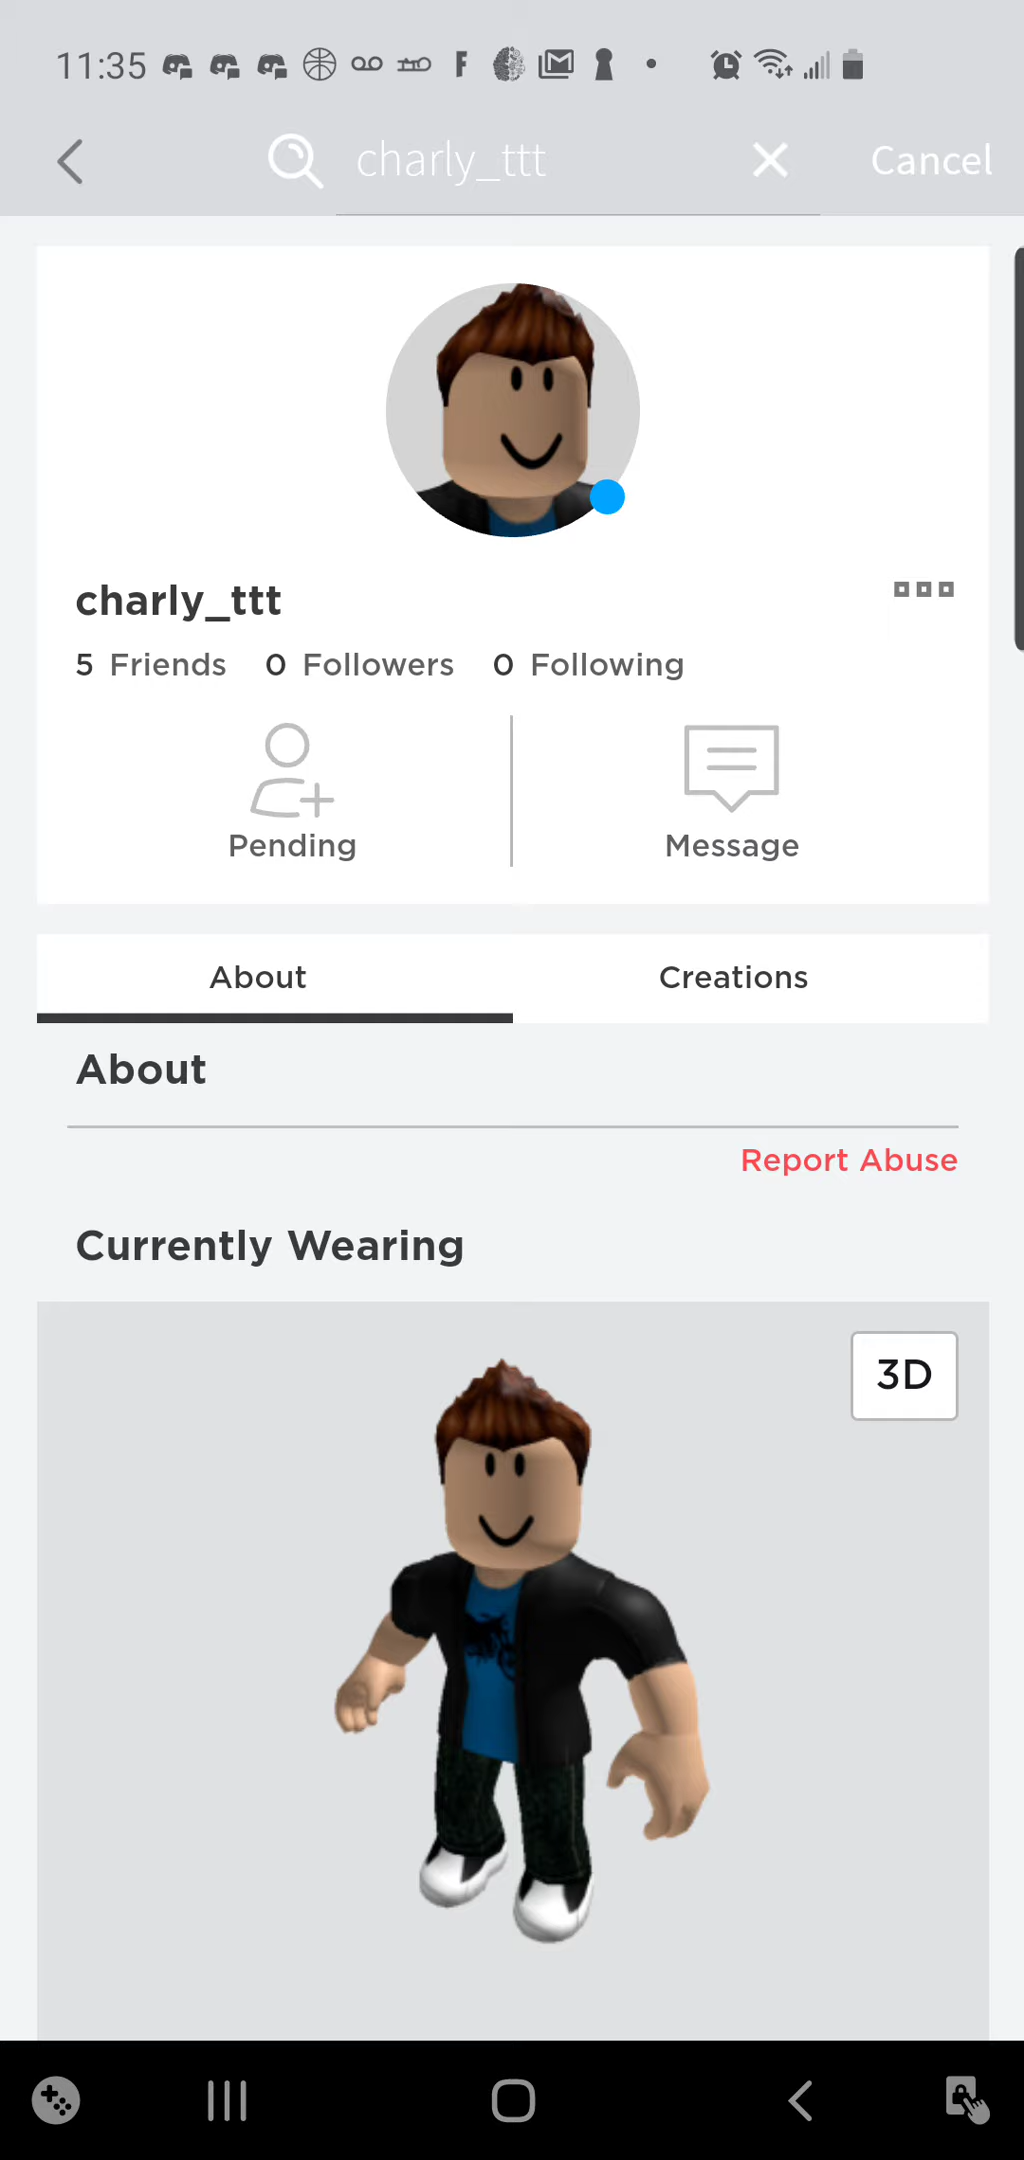 11:35
charly_ttt Cancel
charly_ttt
5 Friends 0 Followers 0 Following
Pending Message
About Creations
About
Report Abuse
Currently Wearing
3D